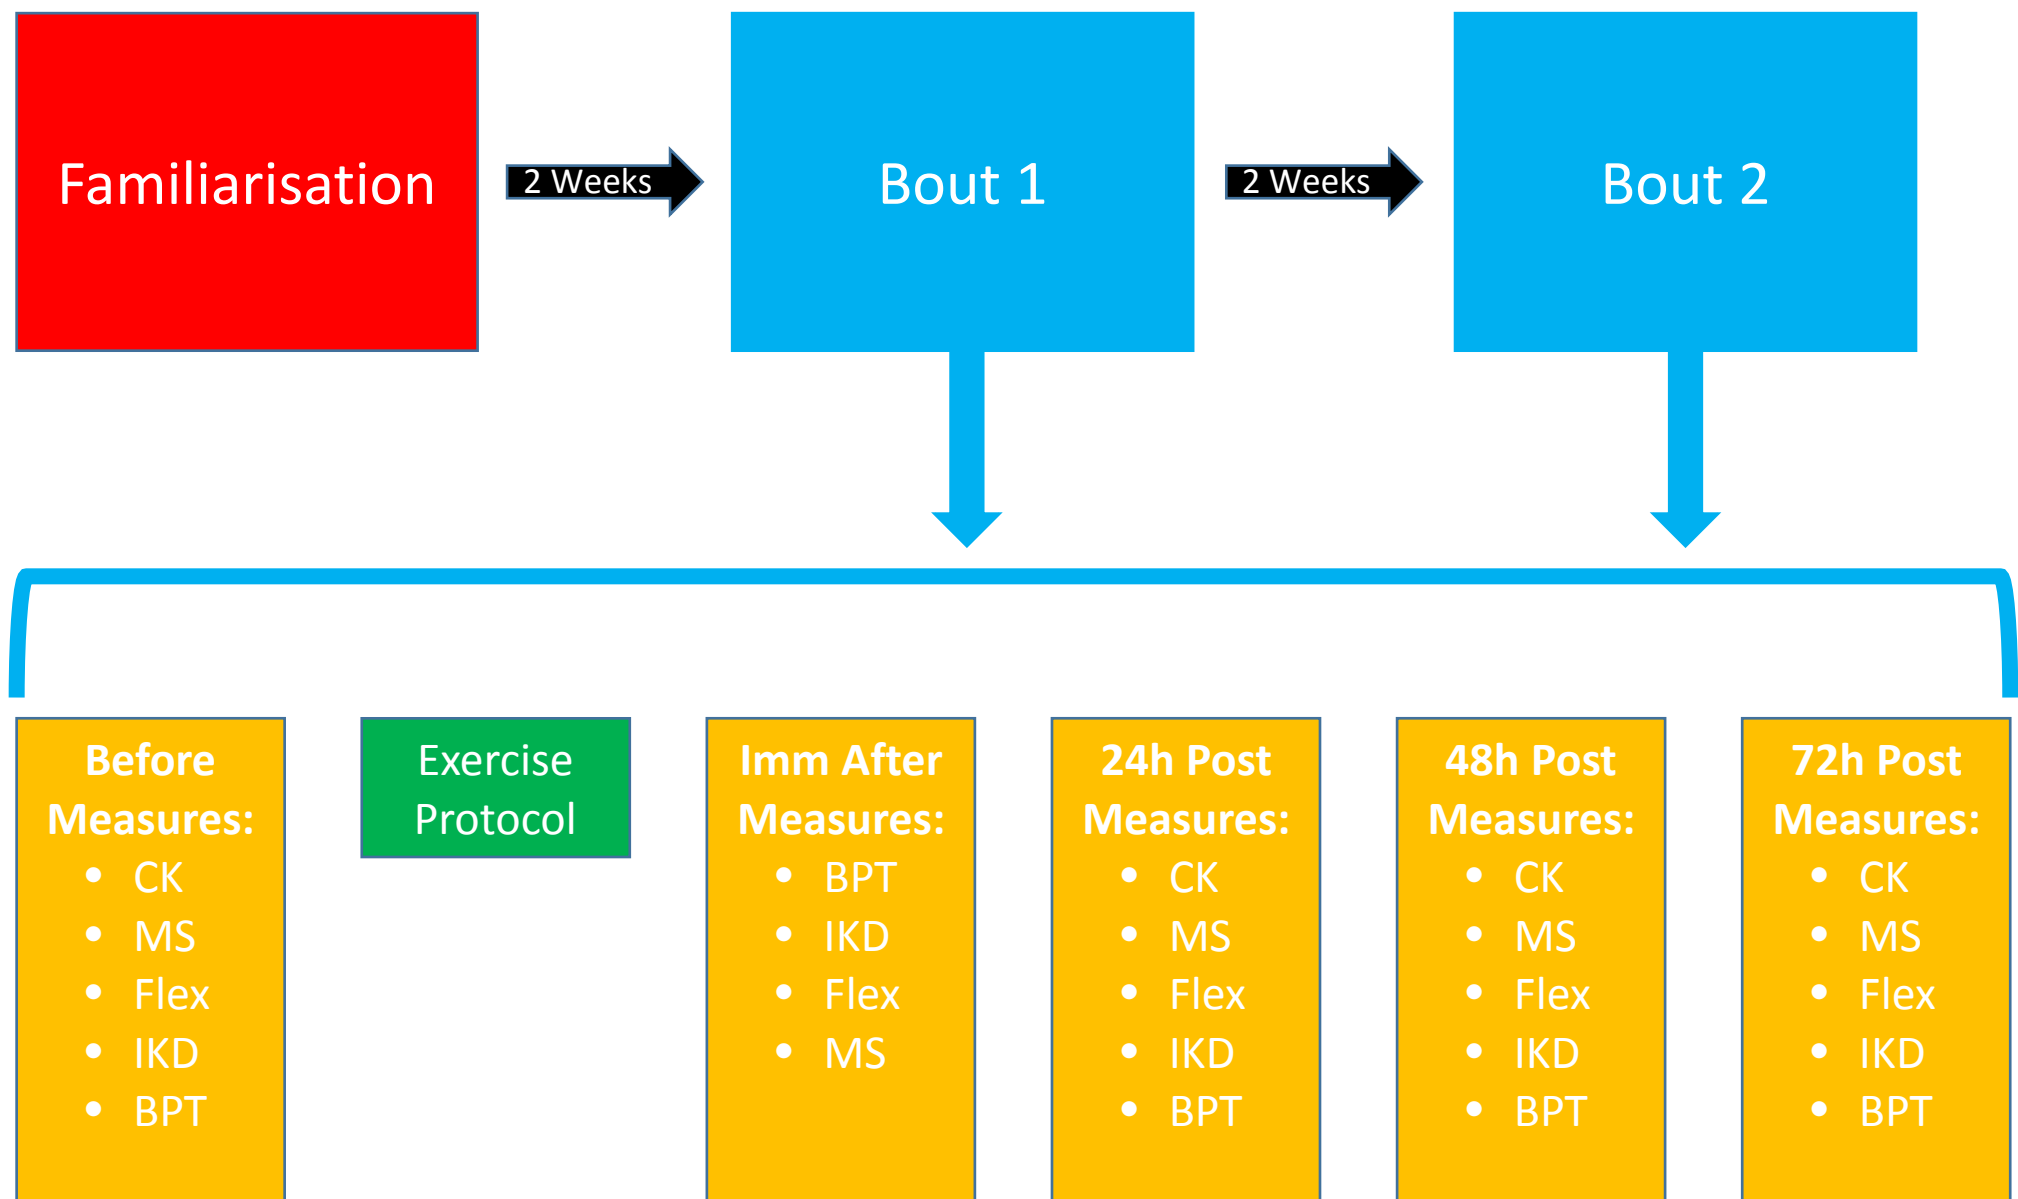 Familiarisation
2 Weeks
Bout 1
2 Weeks
Bout 2
Before
Measures:
• CK
• MS
• Flex
• IKD
• BPT
Exercise
Protocol
Imm After
Measures:
• BPT
• IKD
• Flex
• MS
24h Post
Measures:
• CK
• MS
• Flex
• IKD
• BPT
48h Post
Measures:
• CK
• MS
• Flex
• IKD
• BPT
72h Post
Measures:
• CK
• MS
• Flex
• IKD
• BPT